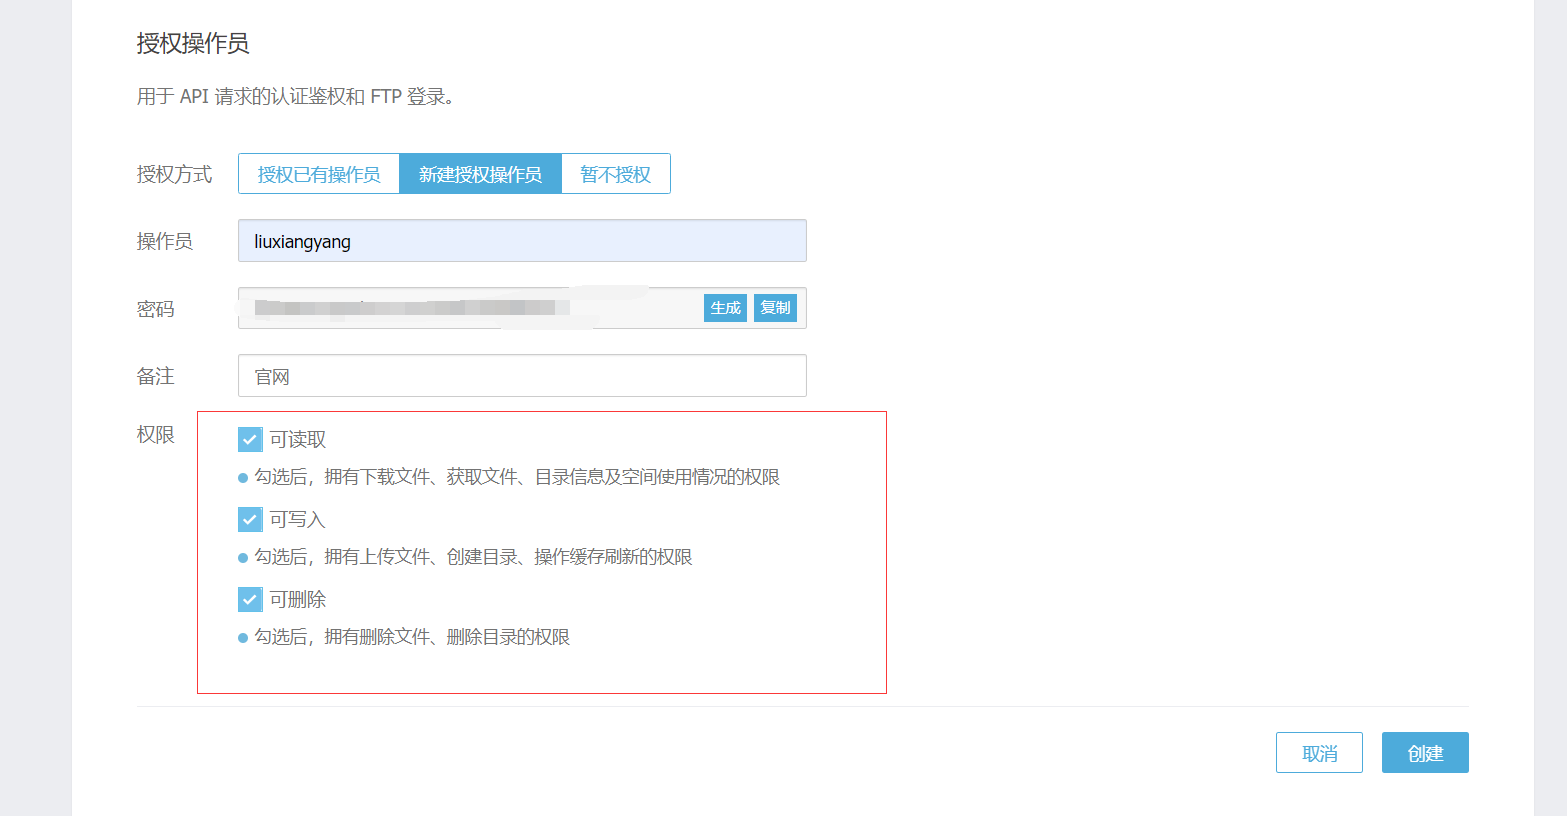 授权操作员
用于 API 请求的认证鉴权和 FTP 登录。
授权方式 授权已有操作员 新建授权操作员 暂不授权
操作员 liuxiangyang
密码 生成 复制
备注 官网
权限 可读取
勾选后，拥有下载文件、获取文件、目录信息及空间使用情况的权限
可写入
勾选后，拥有上传文件、创建目录、操作缓存刷新的权限
可删除
勾选后，拥有删除文件、删除目录的权限
取消 创建